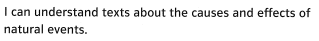 I can understand texts about the causes and effects of
natural events.